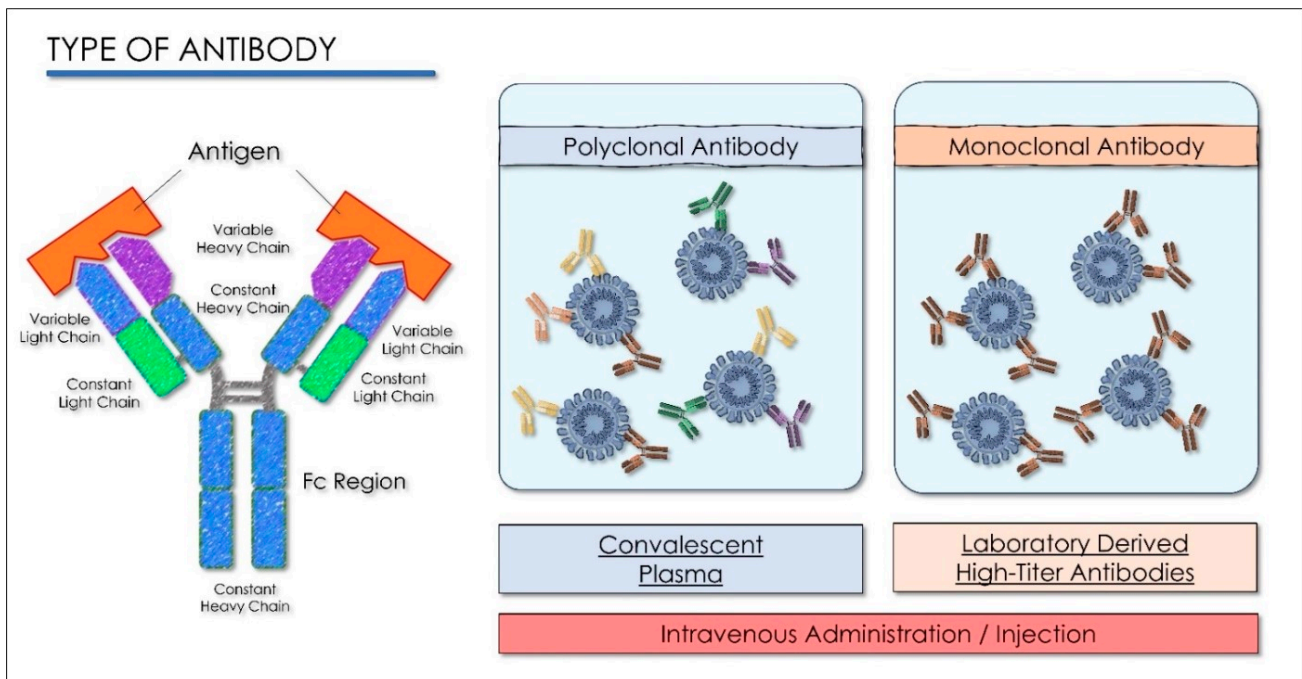 TYPE OF ANTIBODY
Antigen
Variable
Heavy Chain
Constant
Heavy Chain
Variable
Light Chain
Constant
Light Chain
Variable
Light Chain
Constant
Light Chain
Fc Region
Constant
Heavy Chain
Polyclonal Antibody
Monoclonal Antibody
Convalescent
Plasma
Laboratory Derived
High-Titer Antibodies
Intravenous Administration / Injection